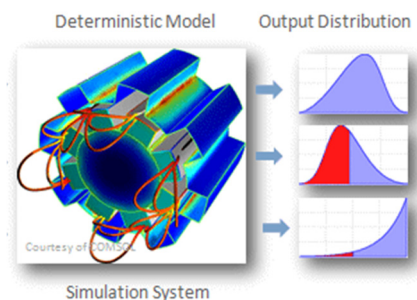 Deterministic Model
Output Distribution
Courtesy of COMSOL
Simulation System